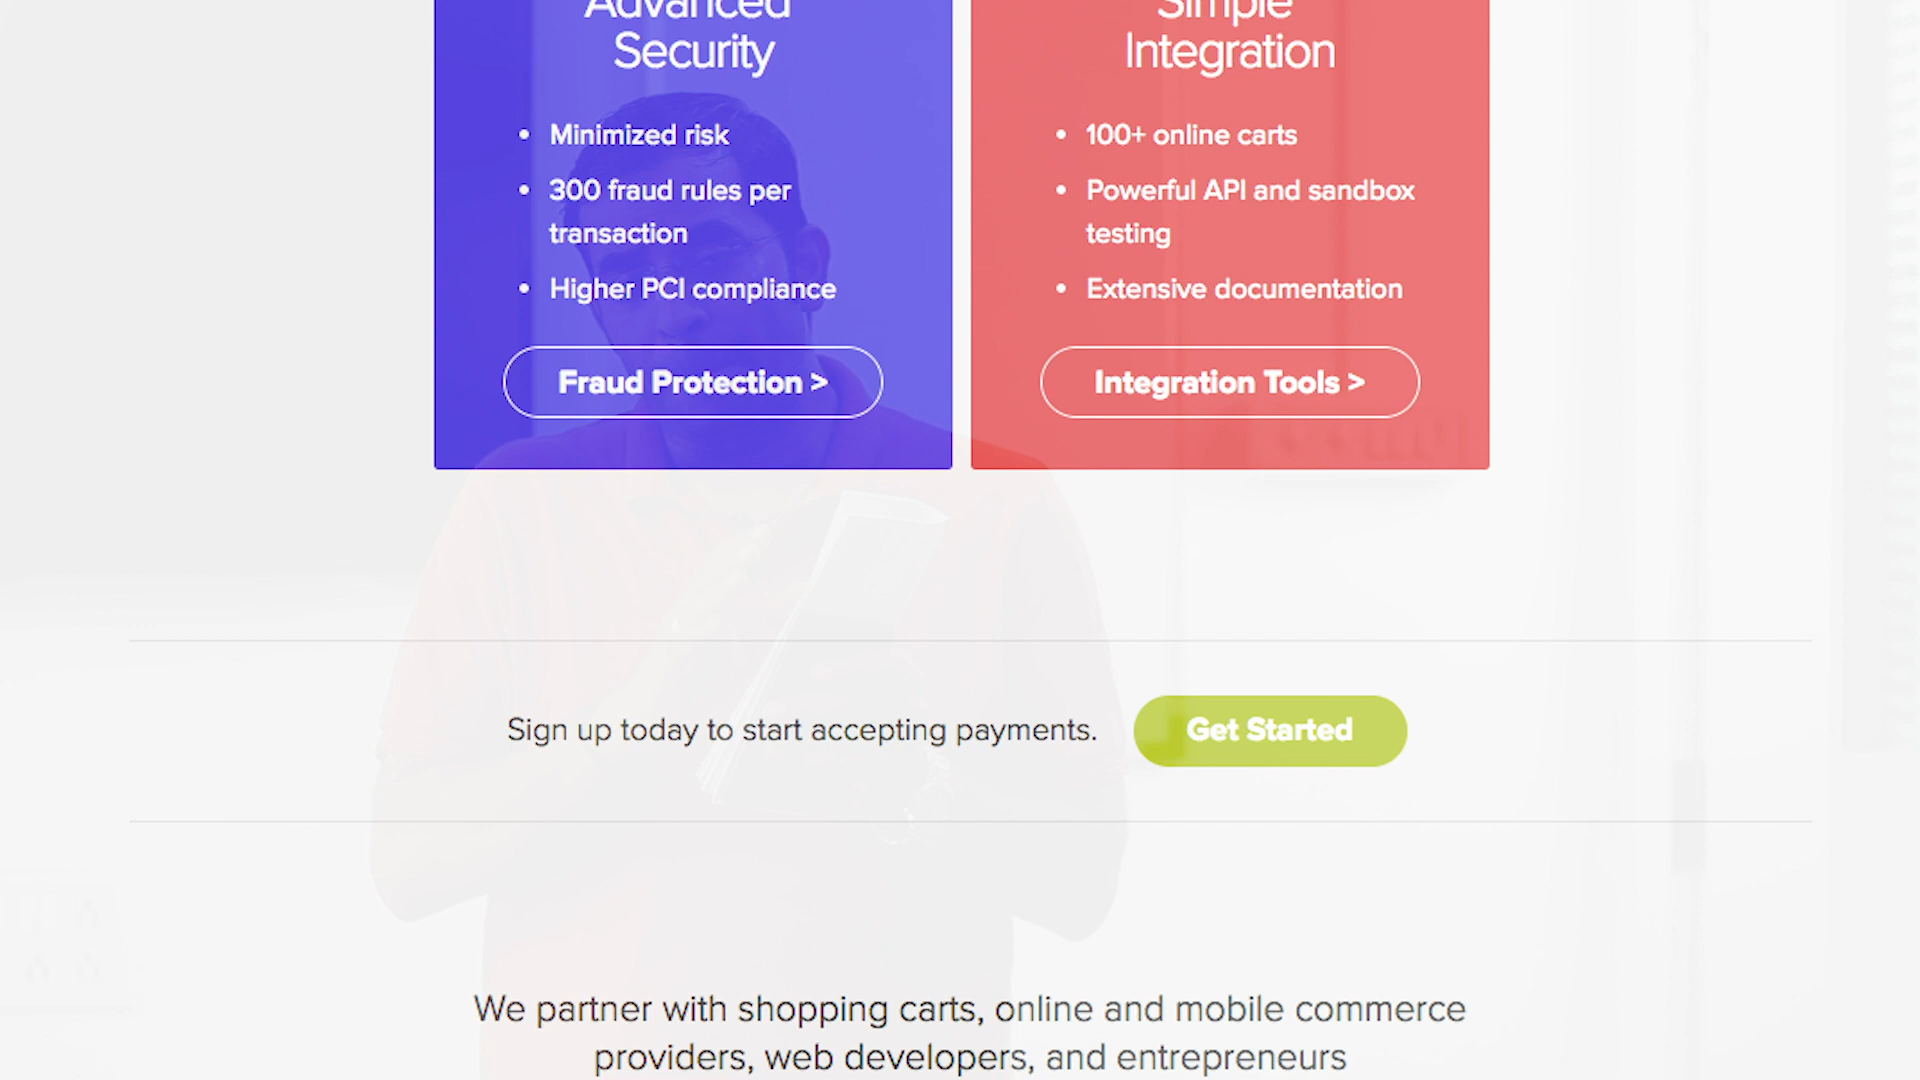 Advanced
Security
Minimized risk
300 fraud rules per
transaction
Higher PCI compliance
Fraud Protection >
Simple
Integration
100+ online carts
Powerful API and sandbox
testing
Extensive documentation
Integration Tools >
Sign up today to start accepting payments.
Get Started
We partner with shopping carts, online and mobile commerce
providers, web developers, and entrepreneurs